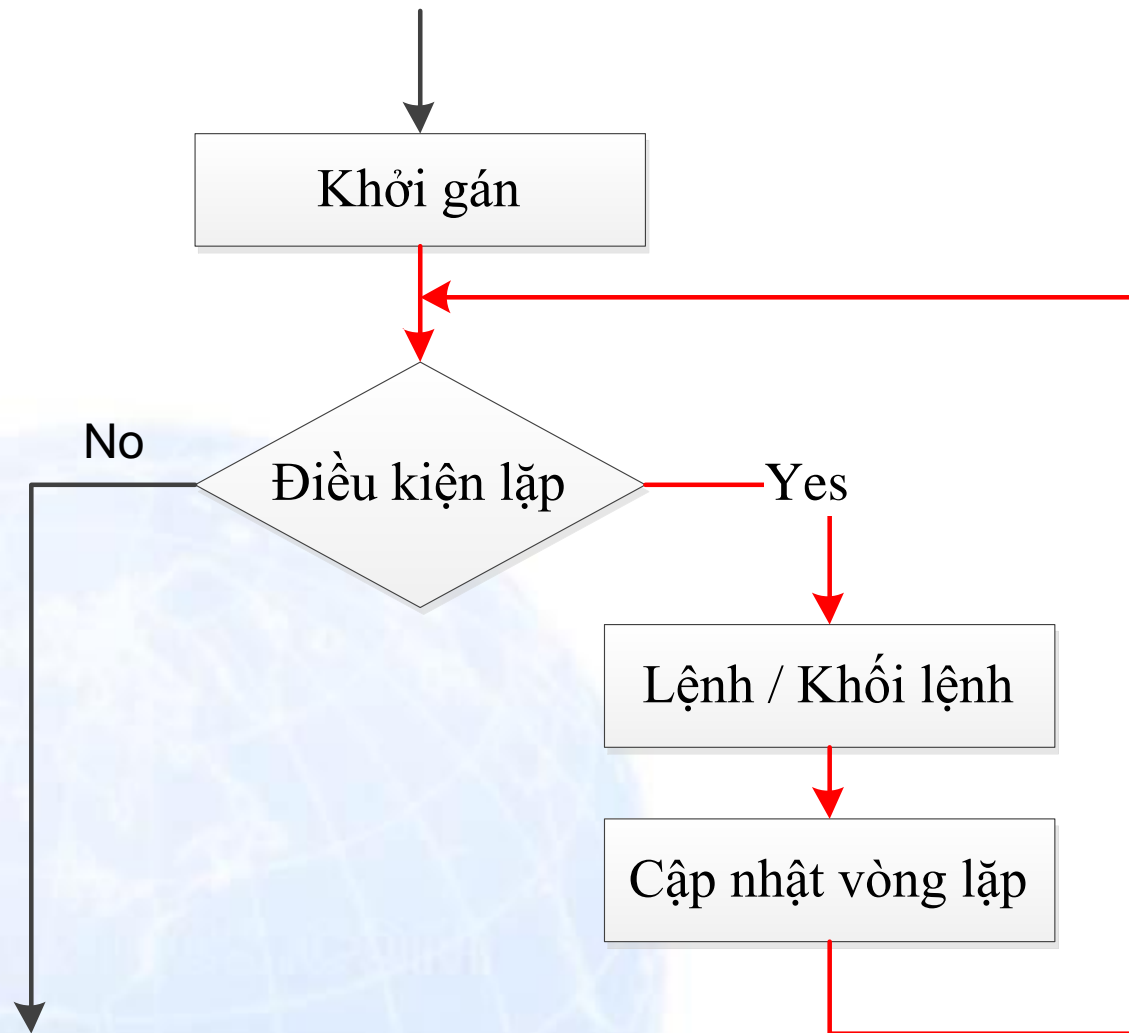 Khởi gán
No
Điều kiện lặp
Yes
Lệnh / Khối lệnh
Cập nhật vòng lặp